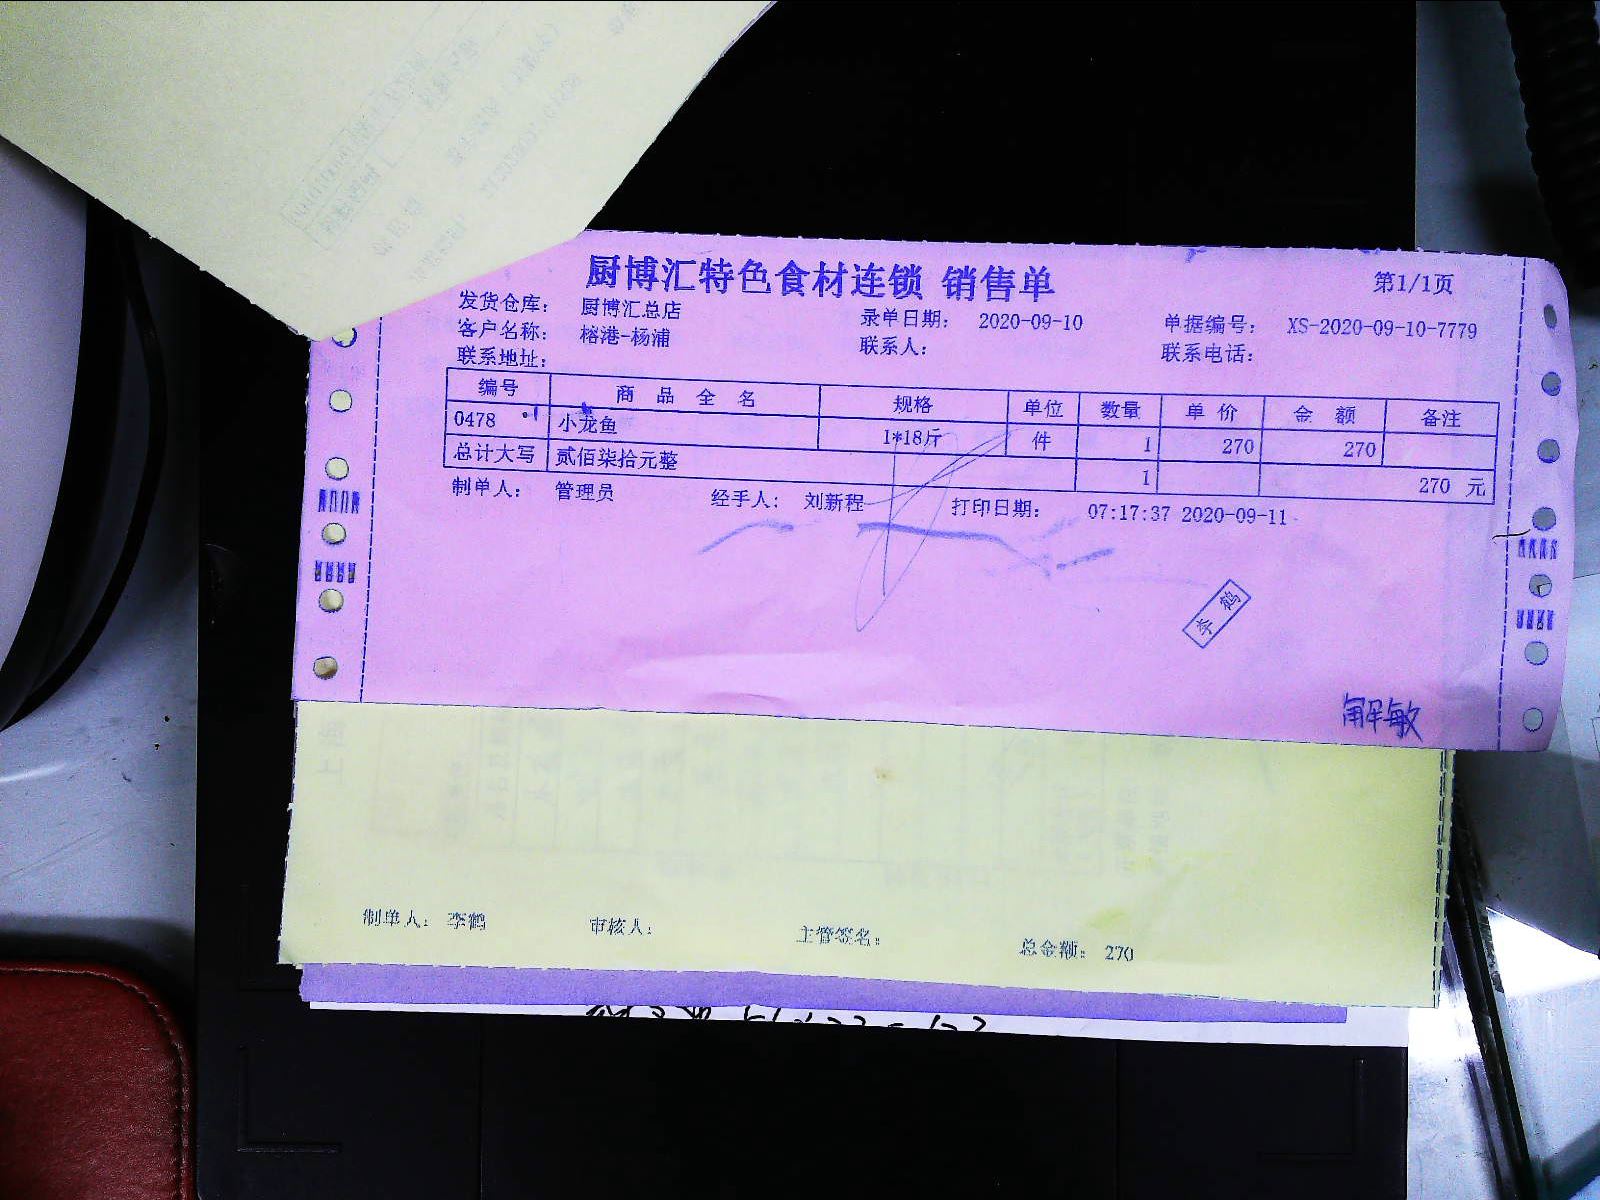 厨博汇特色食材连锁 销售单 第1/1页
发货仓库： 厨博汇总店 录单日期： 2020-09-10 单据编号： XS-2020-09-10-7779
客户名称： 榕港-杨浦 联系人： 联系电话：
联系地址：
编号 商品全名 规格 单位 数量 单价 金额 备注
0478 小龙鱼 1*18斤 件 1 270 270
总计大写 贰佰柒拾元整 1 270 元
制单人： 管理员 经手人： 刘新程 打印日期： 07:17:37 2020-09-11
李鹤
解敏
制单人： 李鹤 审核人： 主管签名： 总金额： 270